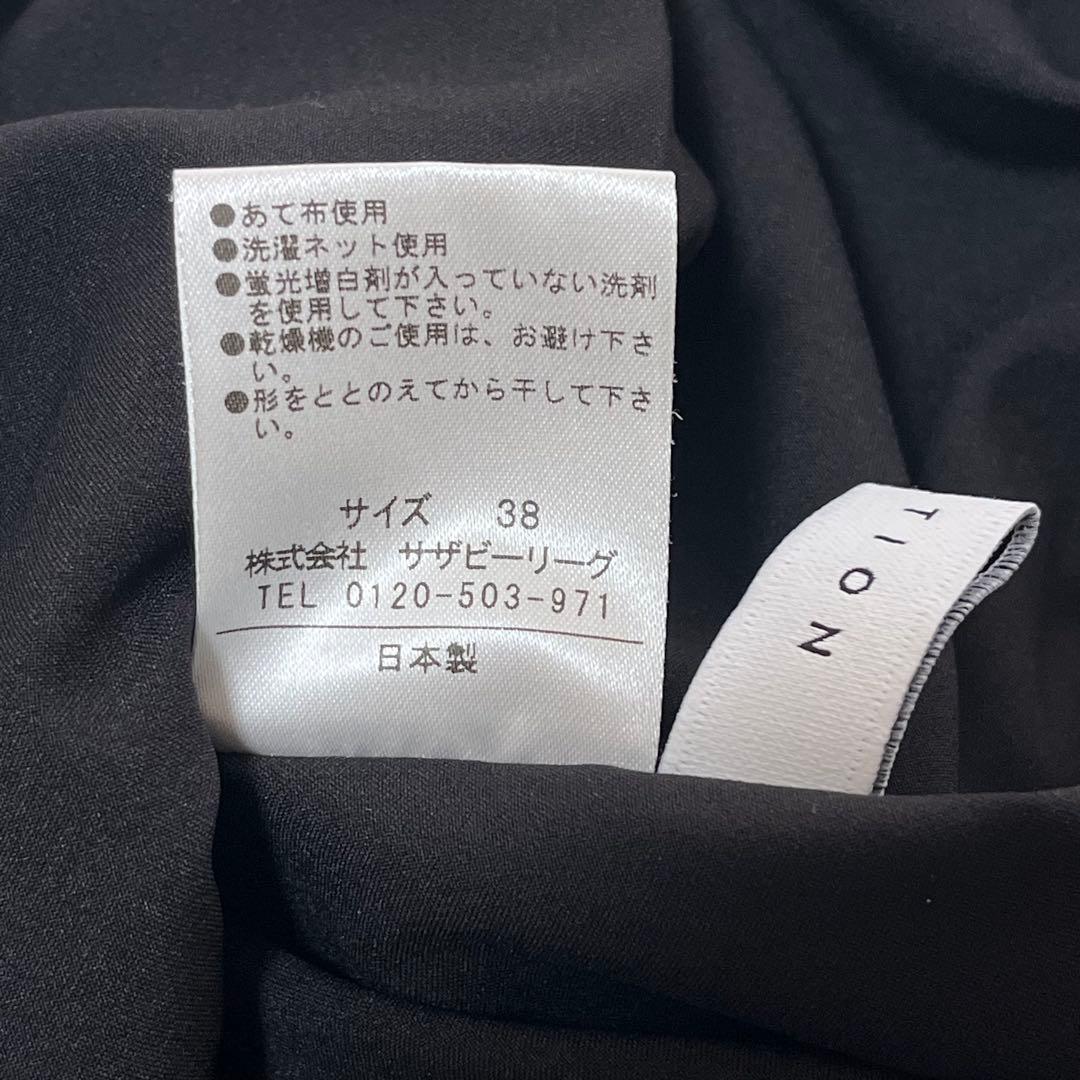 ●あて布使用
●洗濯ネット使用
●蛍光増白剤が入っていない洗剤
を使用して下さい。
●乾燥機のご使用は、お避け下さ
い。
●形をととのえてから干して下さ
い。
サイズ 38
株式会社 サザビーリーグ
TEL 0120-503-971
日本製
TION